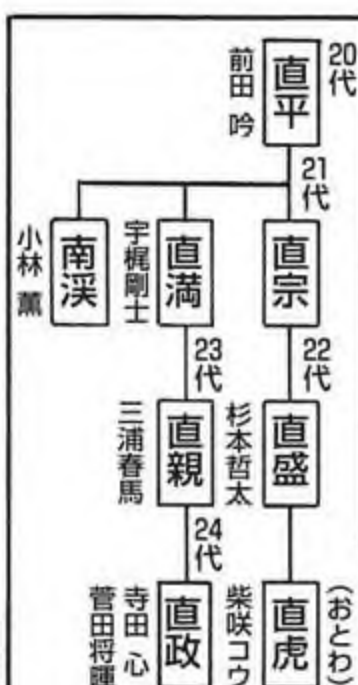 20代
直平
前田 吟
21代
直宗
直満
宇梶剛士
南渓
小林 薫
22代
直盛
杉本哲太
23代
直親
三浦春馬
(おとわ)
直虎
柴咲コウ
24代
直政
寺田 心
菅田将暉